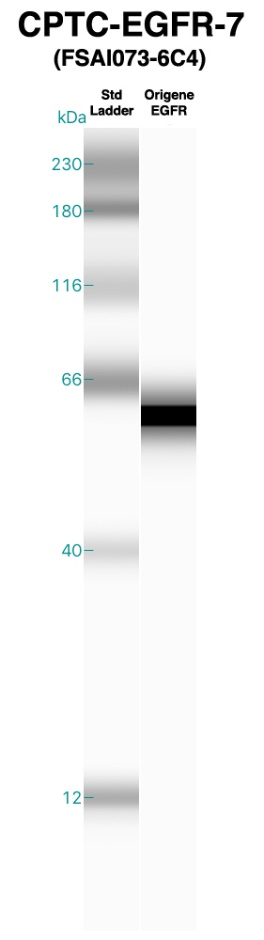 CPTC-EGFR-7
(FSAI073-6C4)
Std Ladder
Origene EGFR
kDa
230
180
116
66
40
12